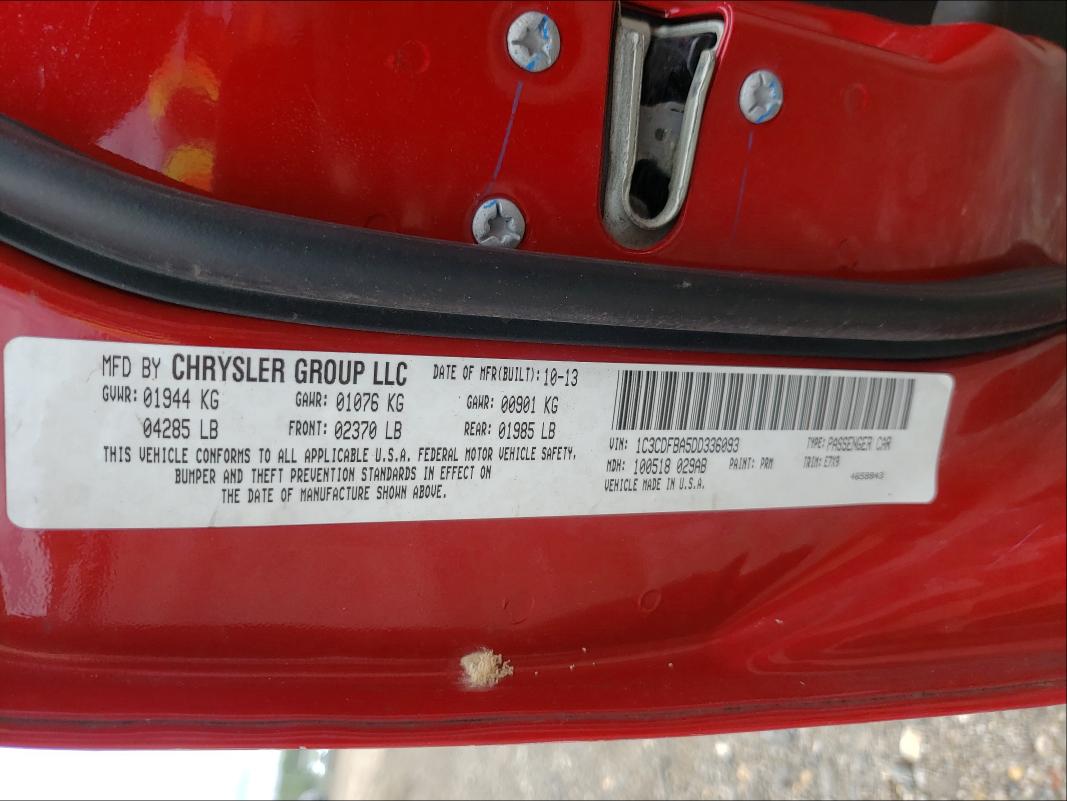 MFD BY CHRYSLER GROUP LLC DATE OF MFR(BUILT): 10-13
GVWR: 01944 KG GAWR: 01076 KG GAWR: 00901 KG
04285 LB FRONT: 02370 LB REAR: 01985 LB
THIS VEHICLE CONFORMS TO ALL APPLICABLE U.S.A. FEDERAL MOTOR VEHICLE SAFETY,
BUMPER AND THEFT PREVENTION STANDARDS IN EFFECT ON
THE DATE OF MANUFACTURE SHOWN ABOVE.
VIN: 1C3CDFBA5DD336093 TYPE: PASSENGER CAR
MDH: 100518 029AB PAINT: PRM TRIM: E7X9
VEHICLE MADE IN U.S.A.